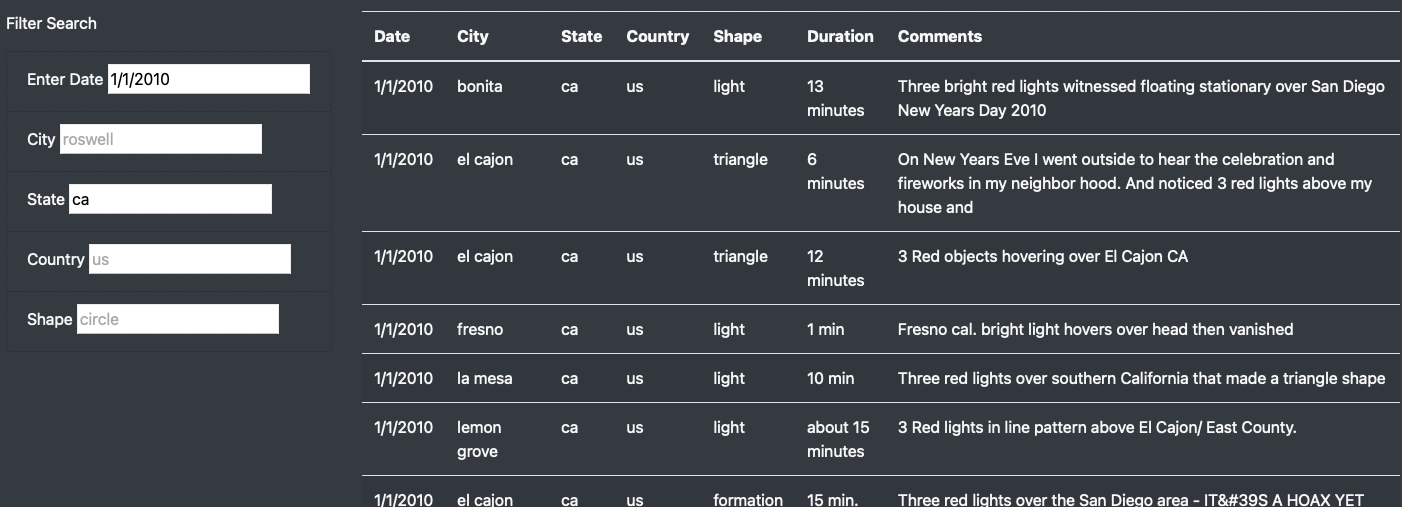 Filter Search
Enter Date 1/1/2010
City roswell
State ca
Country us
Shape circle
Date City State Country Shape Duration Comments
1/1/2010 bonita ca us light 13 minutes Three bright red lights witnessed floating stationary over San Diego
New Years Day 2010
1/1/2010 el cajon ca us triangle 6 minutes On New Years Eve I went outside to hear the celebration and
fireworks in my neighbor hood. And noticed 3 red lights above my
house and
1/1/2010 el cajon ca us triangle 12 minutes 3 Red objects hovering over El Cajon CA
1/1/2010 fresno ca us light 1 min Fresno cal. bright light hovers over head then vanished
1/1/2010 la mesa ca us light 10 min Three red lights over southern California that made a triangle shape
1/1/2010 lemon grove ca us light about 15 minutes 3 Red lights in line pattern above El Cajon/ East County.
1/1/2010 el cajon ca us formation 15 min. Three red lights over the San Diego area - IT&#39S A HOAX YET